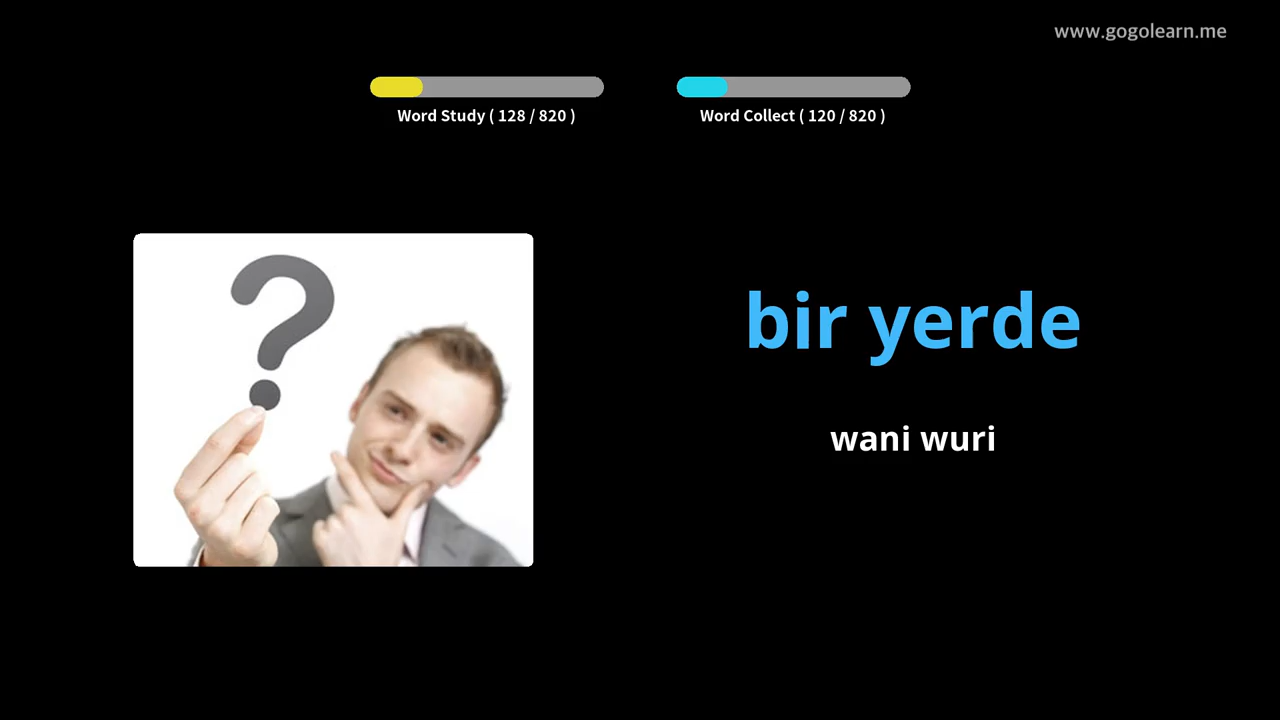 www.gogolearn.me
Word Study ( 128 / 820 )
Word Collect ( 120 / 820 )
bir yerde
wani wuri